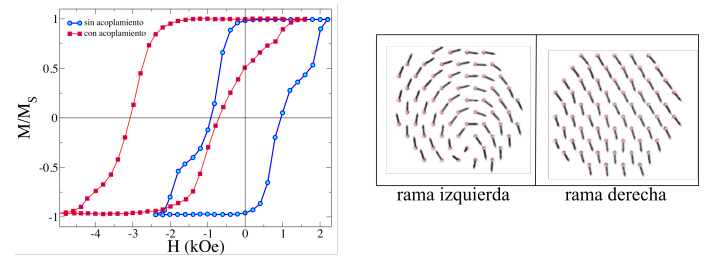 sin acoplamiento
con acoplamiento
M/M_S
1
0.5
0
-0.5
-1
-4
-3
-2
-1
0
1
2
H (kOe)
rama izquierda
rama derecha